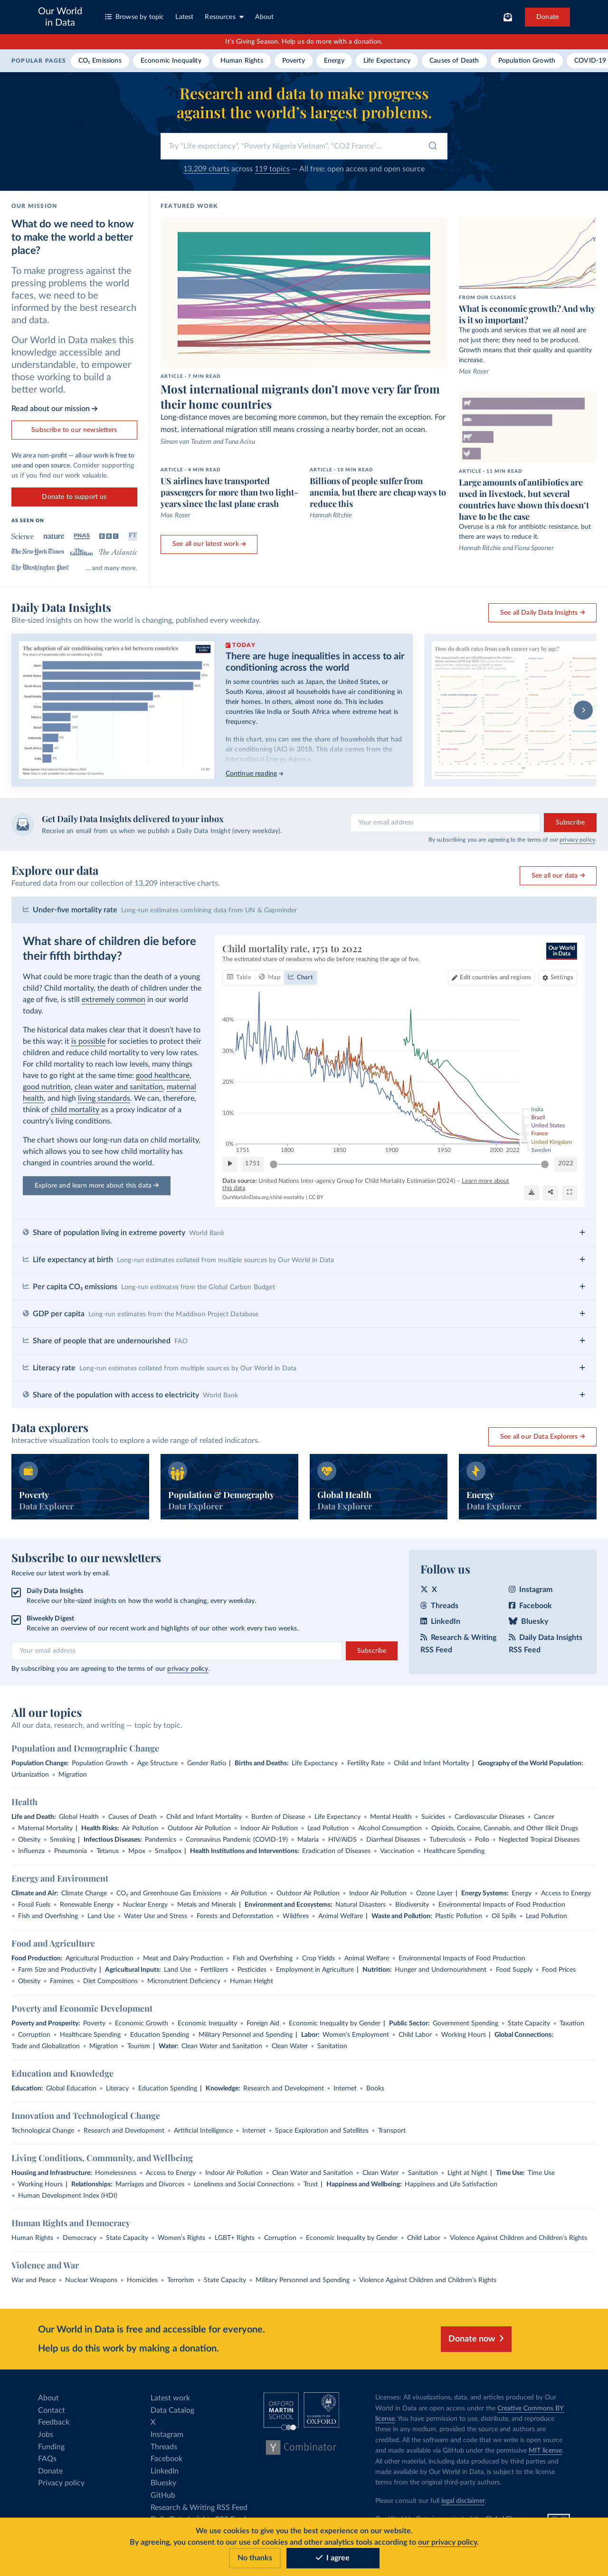 Our World
in Data
Browse by topic
Latest
Resources
About
Donate
It's Giving Season. Help us do more with a donation.
POPULAR PAGES
CO₂ Emissions
Economic Inequality
Human Rights
Poverty
Energy
Life Expectancy
Causes of Death
Population Growth
COVID-19
Research and data to make progress
against the world's largest problems.
Try "Life expectancy", "Poverty Nigeria Vietnam", "CO2 France"...
13,209 charts across 119 topics — All free: open access and open source
OUR MISSION
What do we need to know
to make the world a better
place?
To make progress against the
pressing problems the world
faces, we need to be
informed by the best research
and data.
Our World in Data makes this
knowledge accessible and
understandable, to empower
those working to build a
better world.
Read about our mission →
Subscribe to our newsletters
We are a non-profit — all our work is free to
use and open source. Consider supporting
us if you find our work valuable.
Donate to support us
AS SEEN ON
Science
nature
PNAS
BBC
FT
The New York Times
The Guardian
The Atlantic
The Washington Post
... and many more.
FEATURED WORK
ARTICLE · 7 MIN READ
Most international migrants don't move very far from
their home countries
Long-distance moves are becoming more common, but they remain the exception. For
most, international migration still means crossing a nearby border, not an ocean.
Simon van Teutem and Tuna Acisu
ARTICLE · 4 MIN READ
US airlines have transported
passengers for more than two light-
years since the last plane crash
Max Roser
ARTICLE · 10 MIN READ
Billions of people suffer from
anemia, but there are cheap ways to
reduce this
Hannah Ritchie
See all our latest work →
FROM OUR CLASSICS
What is economic growth? And why
is it so important?
The goods and services that we all need are
not just there; they need to be produced.
Growth means that their quality and quantity
increase.
Max Roser
ARTICLE · 11 MIN READ
Large amounts of antibiotics are
used in livestock, but several
countries have shown this doesn't
have to be the case
Overuse is a risk for antibiotic resistance, but
there are ways to reduce it.
Hannah Ritchie and Fiona Spooner
Daily Data Insights
Bite-sized insights on how the world is changing, published every weekday.
See all Daily Data Insights →
The adoption of air conditioning varies a lot between countries
TODAY
There are huge inequalities in access to air
conditioning across the world
In some countries such as Japan, the United States, or
South Korea, almost all households have air conditioning in
their homes. In others, almost none do. This includes
countries like India or South Africa where extreme heat is
frequency.
In this chart, you can see the share of households that had
air conditioning (AC) in 2018. This data comes from the
International Energy Agency.
Continue reading →
How do death rates from each cancer vary by age?
Get Daily Data Insights delivered to your inbox
Receive an email from us when we publish a Daily Data Insight (every weekday).
Your email address
Subscribe
By subscribing you are agreeing to the terms of our privacy policy.
Explore our data
Featured data from our collection of 13,209 interactive charts.
See all our data →
Under-five mortality rate Long-run estimates combining data from UN & Gapminder
What share of children die before
their fifth birthday?
What could be more tragic than the death of a young
child? Child mortality, the death of children under the
age of five, is still extremely common in our world
today.
The historical data makes clear that it doesn't have to
be this way: it is possible for societies to protect their
children and reduce child mortality to very low rates.
For child mortality to reach low levels, many things
have to go right at the same time: good healthcare,
good nutrition, clean water and sanitation, maternal
health, and high living standards. We can, therefore,
think of child mortality as a proxy indicator of a
country's living conditions.
The chart shows our long-run data on child mortality,
which allows you to see how child mortality has
changed in countries around the world.
Explore and learn more about this data →
Child mortality rate, 1751 to 2022
The estimated share of newborns who die before reaching the age of five.
Our World
in Data
Table
Map
Chart
Edit countries and regions
Settings
40%
30%
20%
10%
0%
1751
1800
1850
1900
1950
2000
2022
India
Brazil
United States
France
United Kingdom
Sweden
1751
2022
Data source: United Nations Inter-agency Group for Child Mortality Estimation (2024) – Learn more about
this data
OurWorldinData.org/child-mortality | CC BY
Share of population living in extreme poverty World Bank
Life expectancy at birth Long-run estimates collated from multiple sources by Our World in Data
Per capita CO₂ emissions Long-run estimates from the Global Carbon Budget
GDP per capita Long-run estimates from the Maddison Project Database
Share of people that are undernourished FAO
Literacy rate Long-run estimates collated from multiple sources by Our World in Data
Share of the population with access to electricity World Bank
Data explorers
Interactive visualization tools to explore a wide range of related indicators.
See all our Data Explorers →
Poverty
Data Explorer
Population & Demography
Data Explorer
Global Health
Data Explorer
Energy
Data Explorer
Subscribe to our newsletters
Receive our latest work by email.
Daily Data Insights
Receive our bite-sized insights on how the world is changing, every weekday.
Biweekly Digest
Receive an overview of our recent work and highlights of our other work every two weeks.
Your email address
Subscribe
By subscribing you are agreeing to the terms of our privacy policy.
Follow us
X
Instagram
Threads
Facebook
LinkedIn
Bluesky
Research & Writing
RSS Feed
Daily Data Insights
RSS Feed
All our topics
All our data, research, and writing — topic by topic.
Population and Demographic Change
Population Change: Population Growth • Age Structure • Gender Ratio | Births and Deaths: Life Expectancy • Fertility Rate • Child and Infant Mortality | Geography of the World Population:
Urbanization • Migration
Health
Life and Death: Global Health • Causes of Death • Child and Infant Mortality • Burden of Disease • Life Expectancy • Mental Health • Suicides • Cardiovascular Diseases • Cancer
• Maternal Mortality | Health Risks: Air Pollution • Outdoor Air Pollution • Indoor Air Pollution • Lead Pollution • Alcohol Consumption • Opioids, Cocaine, Cannabis, and Other Illicit Drugs
• Obesity • Smoking | Infectious Diseases: Pandemics • Coronavirus Pandemic (COVID-19) • Malaria • HIV/AIDS • Diarrheal Diseases • Tuberculosis • Polio • Neglected Tropical Diseases
• Influenza • Pneumonia • Tetanus • Mpox • Smallpox | Health Institutions and Interventions: Eradication of Diseases • Vaccination • Healthcare Spending
Energy and Environment
Climate and Air: Climate Change • CO₂ and Greenhouse Gas Emissions • Air Pollution • Outdoor Air Pollution • Indoor Air Pollution • Ozone Layer | Energy Systems: Energy • Access to Energy
• Fossil Fuels • Renewable Energy • Nuclear Energy • Metals and Minerals | Environment and Ecosystems: Natural Disasters • Biodiversity • Environmental Impacts of Food Production
• Fish and Overfishing • Land Use • Water Use and Stress • Forests and Deforestation • Wildfires • Animal Welfare | Waste and Pollution: Plastic Pollution • Oil Spills • Lead Pollution
Food and Agriculture
Food Production: Agricultural Production • Meat and Dairy Production • Fish and Overfishing • Crop Yields • Animal Welfare • Environmental Impacts of Food Production
• Farm Size and Productivity | Agricultural Inputs: Land Use • Fertilizers • Pesticides • Employment in Agriculture | Nutrition: Hunger and Undernourishment • Food Supply • Food Prices
• Obesity • Famines • Diet Compositions • Micronutrient Deficiency • Human Height
Poverty and Economic Development
Poverty and Prosperity: Poverty • Economic Growth • Economic Inequality • Foreign Aid • Economic Inequality by Gender | Public Sector: Government Spending • State Capacity • Taxation
• Corruption • Healthcare Spending • Education Spending • Military Personnel and Spending | Labor: Women's Employment • Child Labor • Working Hours | Global Connections:
Trade and Globalization • Migration • Tourism | Water: Clean Water and Sanitation • Clean Water • Sanitation
Education and Knowledge
Education: Global Education • Literacy • Education Spending | Knowledge: Research and Development • Internet • Books
Innovation and Technological Change
Technological Change • Research and Development • Artificial Intelligence • Internet • Space Exploration and Satellites • Transport
Living Conditions, Community, and Wellbeing
Housing and Infrastructure: Homelessness • Access to Energy • Indoor Air Pollution • Clean Water and Sanitation • Clean Water • Sanitation • Light at Night | Time Use: Time Use
• Working Hours | Relationships: Marriages and Divorces • Loneliness and Social Connections • Trust | Happiness and Wellbeing: Happiness and Life Satisfaction
• Human Development Index (HDI)
Human Rights and Democracy
Human Rights • Democracy • State Capacity • Women's Rights • LGBT+ Rights • Corruption • Economic Inequality by Gender • Child Labor • Violence Against Children and Children's Rights
Violence and War
War and Peace • Nuclear Weapons • Homicides • Terrorism • State Capacity • Military Personnel and Spending • Violence Against Children and Children's Rights
Our World in Data is free and accessible for everyone.
Help us do this work by making a donation.
Donate now
About
Contact
Feedback
Jobs
Funding
FAQs
Donate
Privacy policy
Latest work
Data Catalog
X
Instagram
Threads
Facebook
LinkedIn
Bluesky
GitHub
Research & Writing RSS Feed
OXFORD
MARTIN
SCHOOL
UNIVERSITY OF
OXFORD
Y Combinator
Licenses: All visualizations, data, and articles produced by Our
World in Data are open access under the Creative Commons BY
license. You have permission to use, distribute, and reproduce
these in any medium, provided the source and authors are
credited. All the software and code that we write is open source
and made available via GitHub under the permissive MIT license.
All other material, including data produced by third parties and
made available by Our World in Data, is subject to the license
terms from the original third-party authors.
Please consult our full legal disclaimer.
We use cookies to give you the best experience on our website.
By agreeing, you consent to our use of cookies and other analytics tools according to our privacy policy.
No thanks
I agree